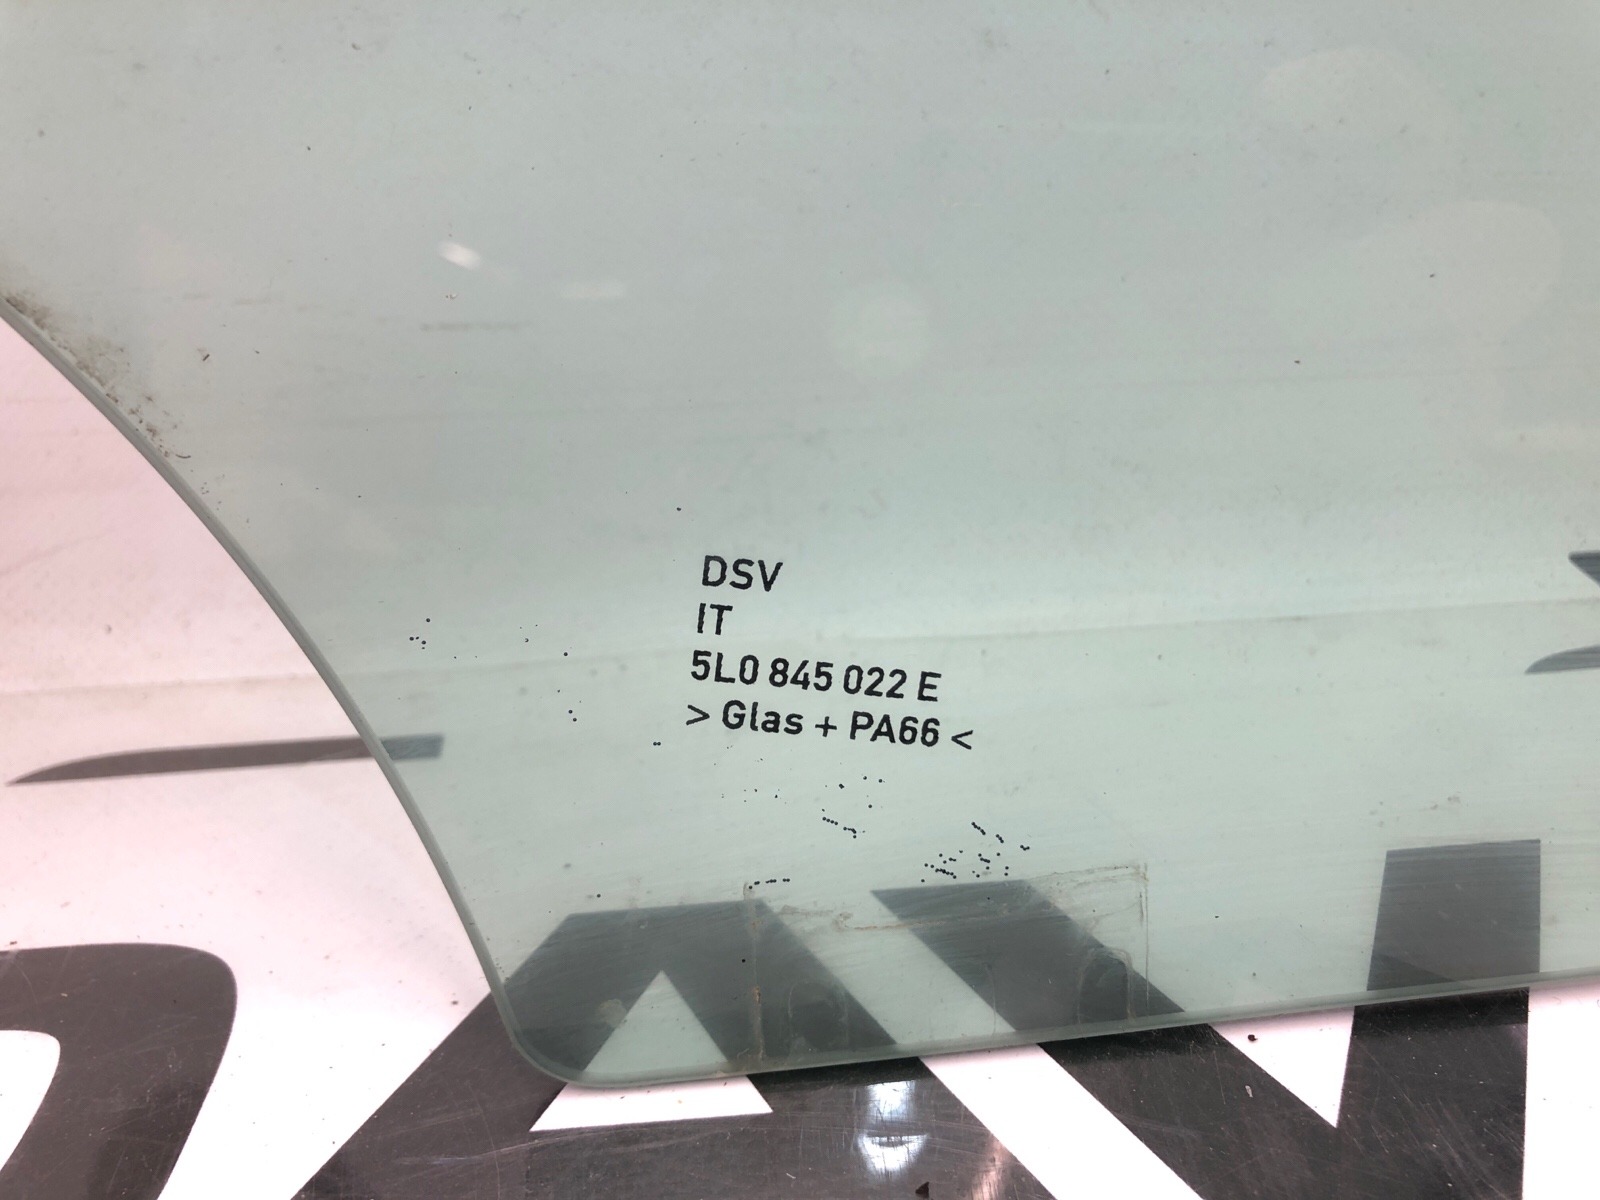 DSV
IT
5L0 845 022 E
> Glas + PA66 <